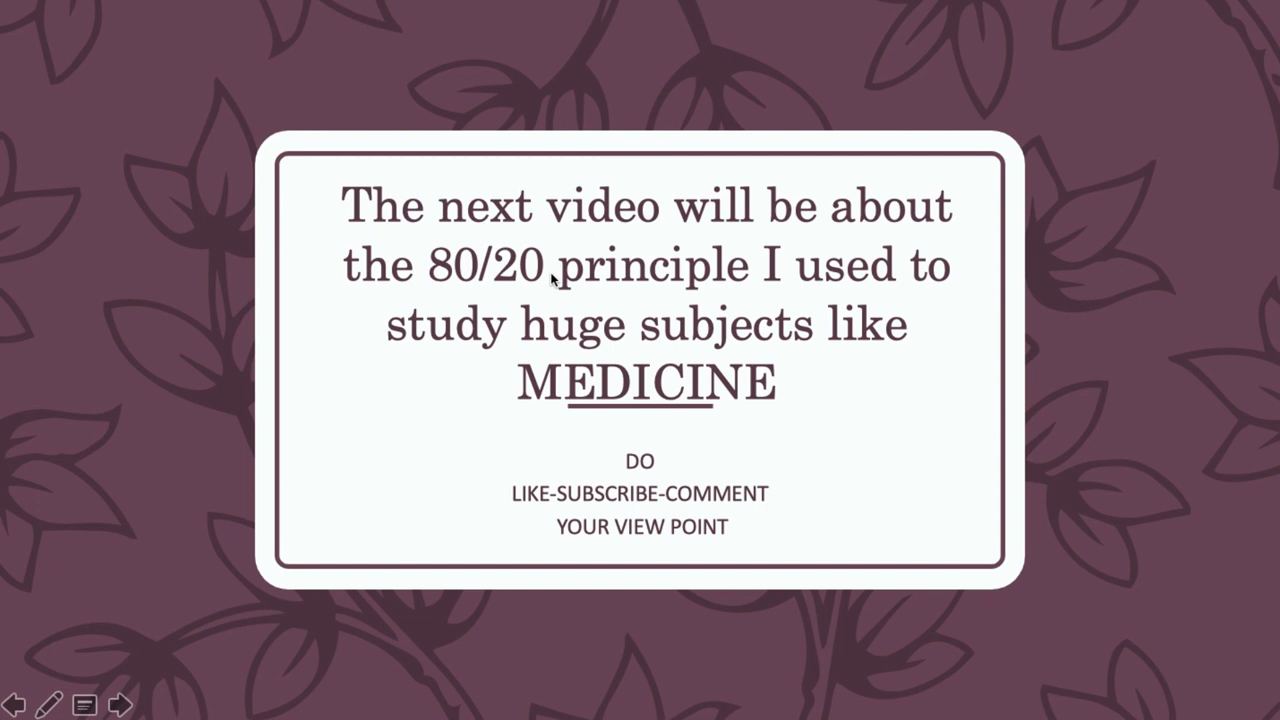 The next video will be about
the 80/20 principle I used to
study huge subjects like
MEDICINE
DO
LIKE-SUBSCRIBE-COMMENT
YOUR VIEW POINT